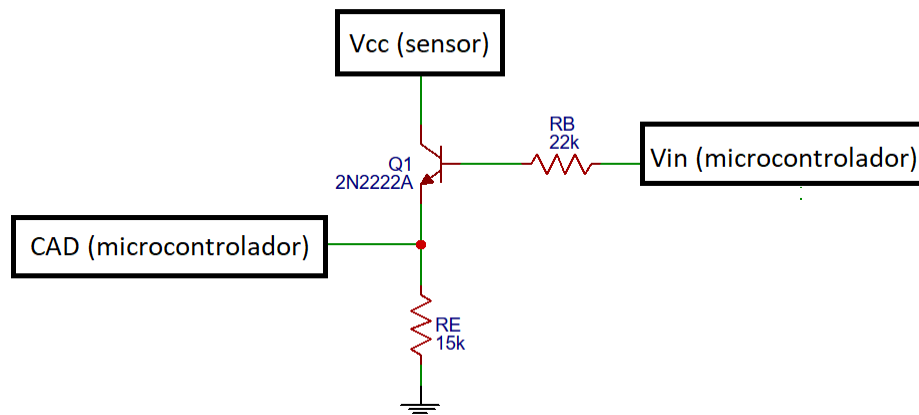 Vcc (sensor)
RB
22k
Vin (microcontrolador)
Q1
2N2222A
CAD (microcontrolador)
RE
15k